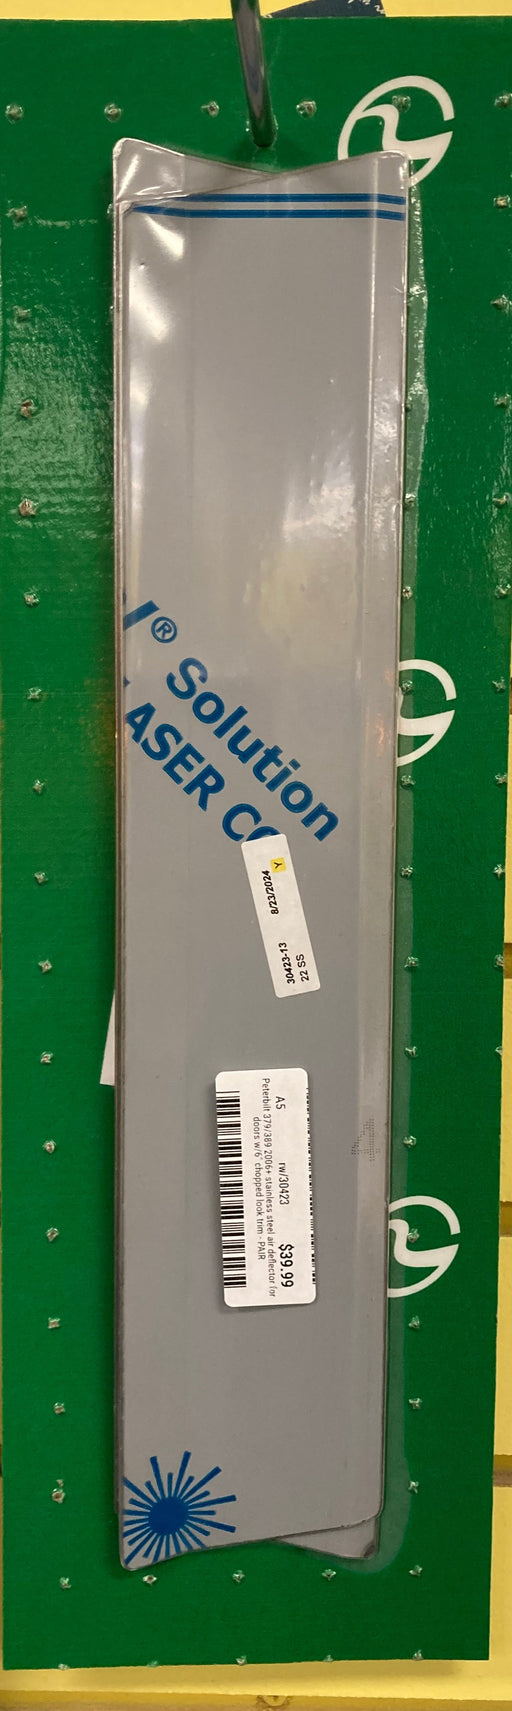 ® Solution
ASER CO
Y
8/23/2024
30423-13
22 SS
A5 rw/30423 $39.99
Peterbilt 379/389 2006+ stainless steel air deflector for
doors w/6" chopped look trim - PAIR